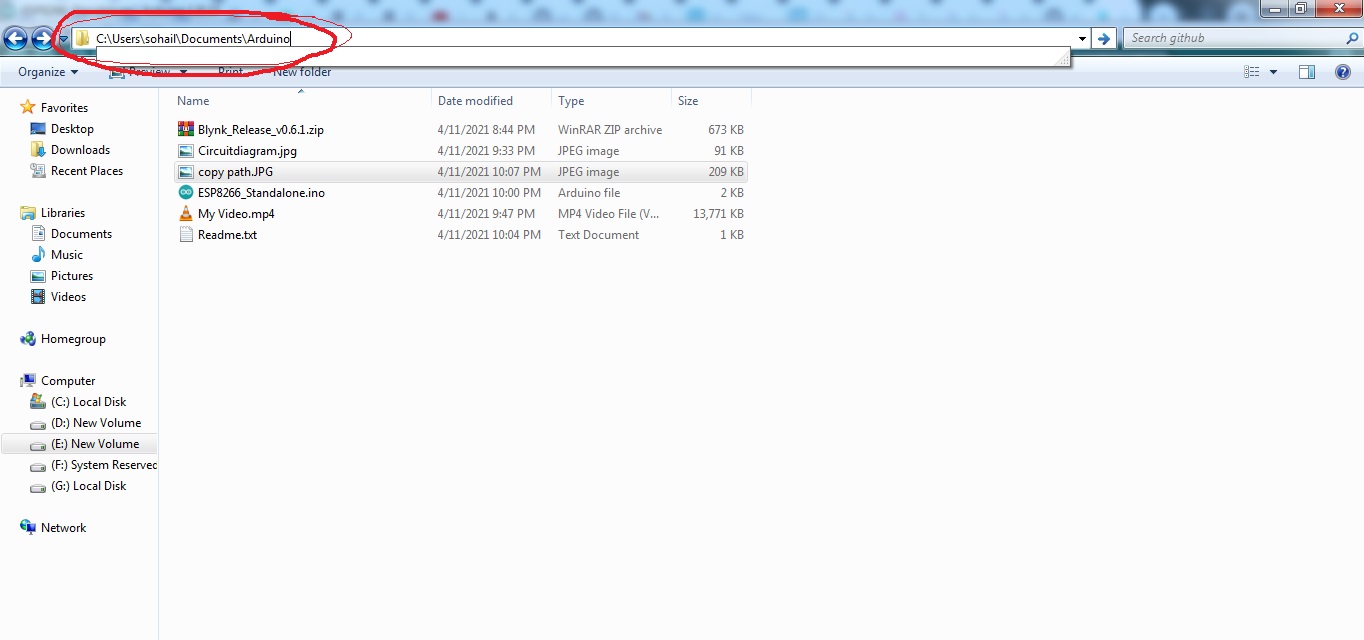 C:\Users\sohail\Documents\Arduino
Search github
Organize Preview Print New folder
Name Date modified Type Size
Favorites
Desktop
Downloads
Recent Places
Libraries
Documents
Music
Pictures
Videos
Homegroup
Computer
(C:) Local Disk
(D:) New Volume
(E:) New Volume
(F:) System Reserved
(G:) Local Disk
Network
Blynk_Release_v0.6.1.zip 4/11/2021 8:44 PM WinRAR ZIP archive 673 KB
Circuitdiagram.jpg 4/11/2021 9:33 PM JPEG image 91 KB
copy path.JPG 4/11/2021 10:07 PM JPEG image 209 KB
ESP8266_Standalone.ino 4/11/2021 10:00 PM Arduino file 2 KB
My Video.mp4 4/11/2021 9:47 PM MP4 Video File (V... 13,771 KB
Readme.txt 4/11/2021 10:04 PM Text Document 1 KB